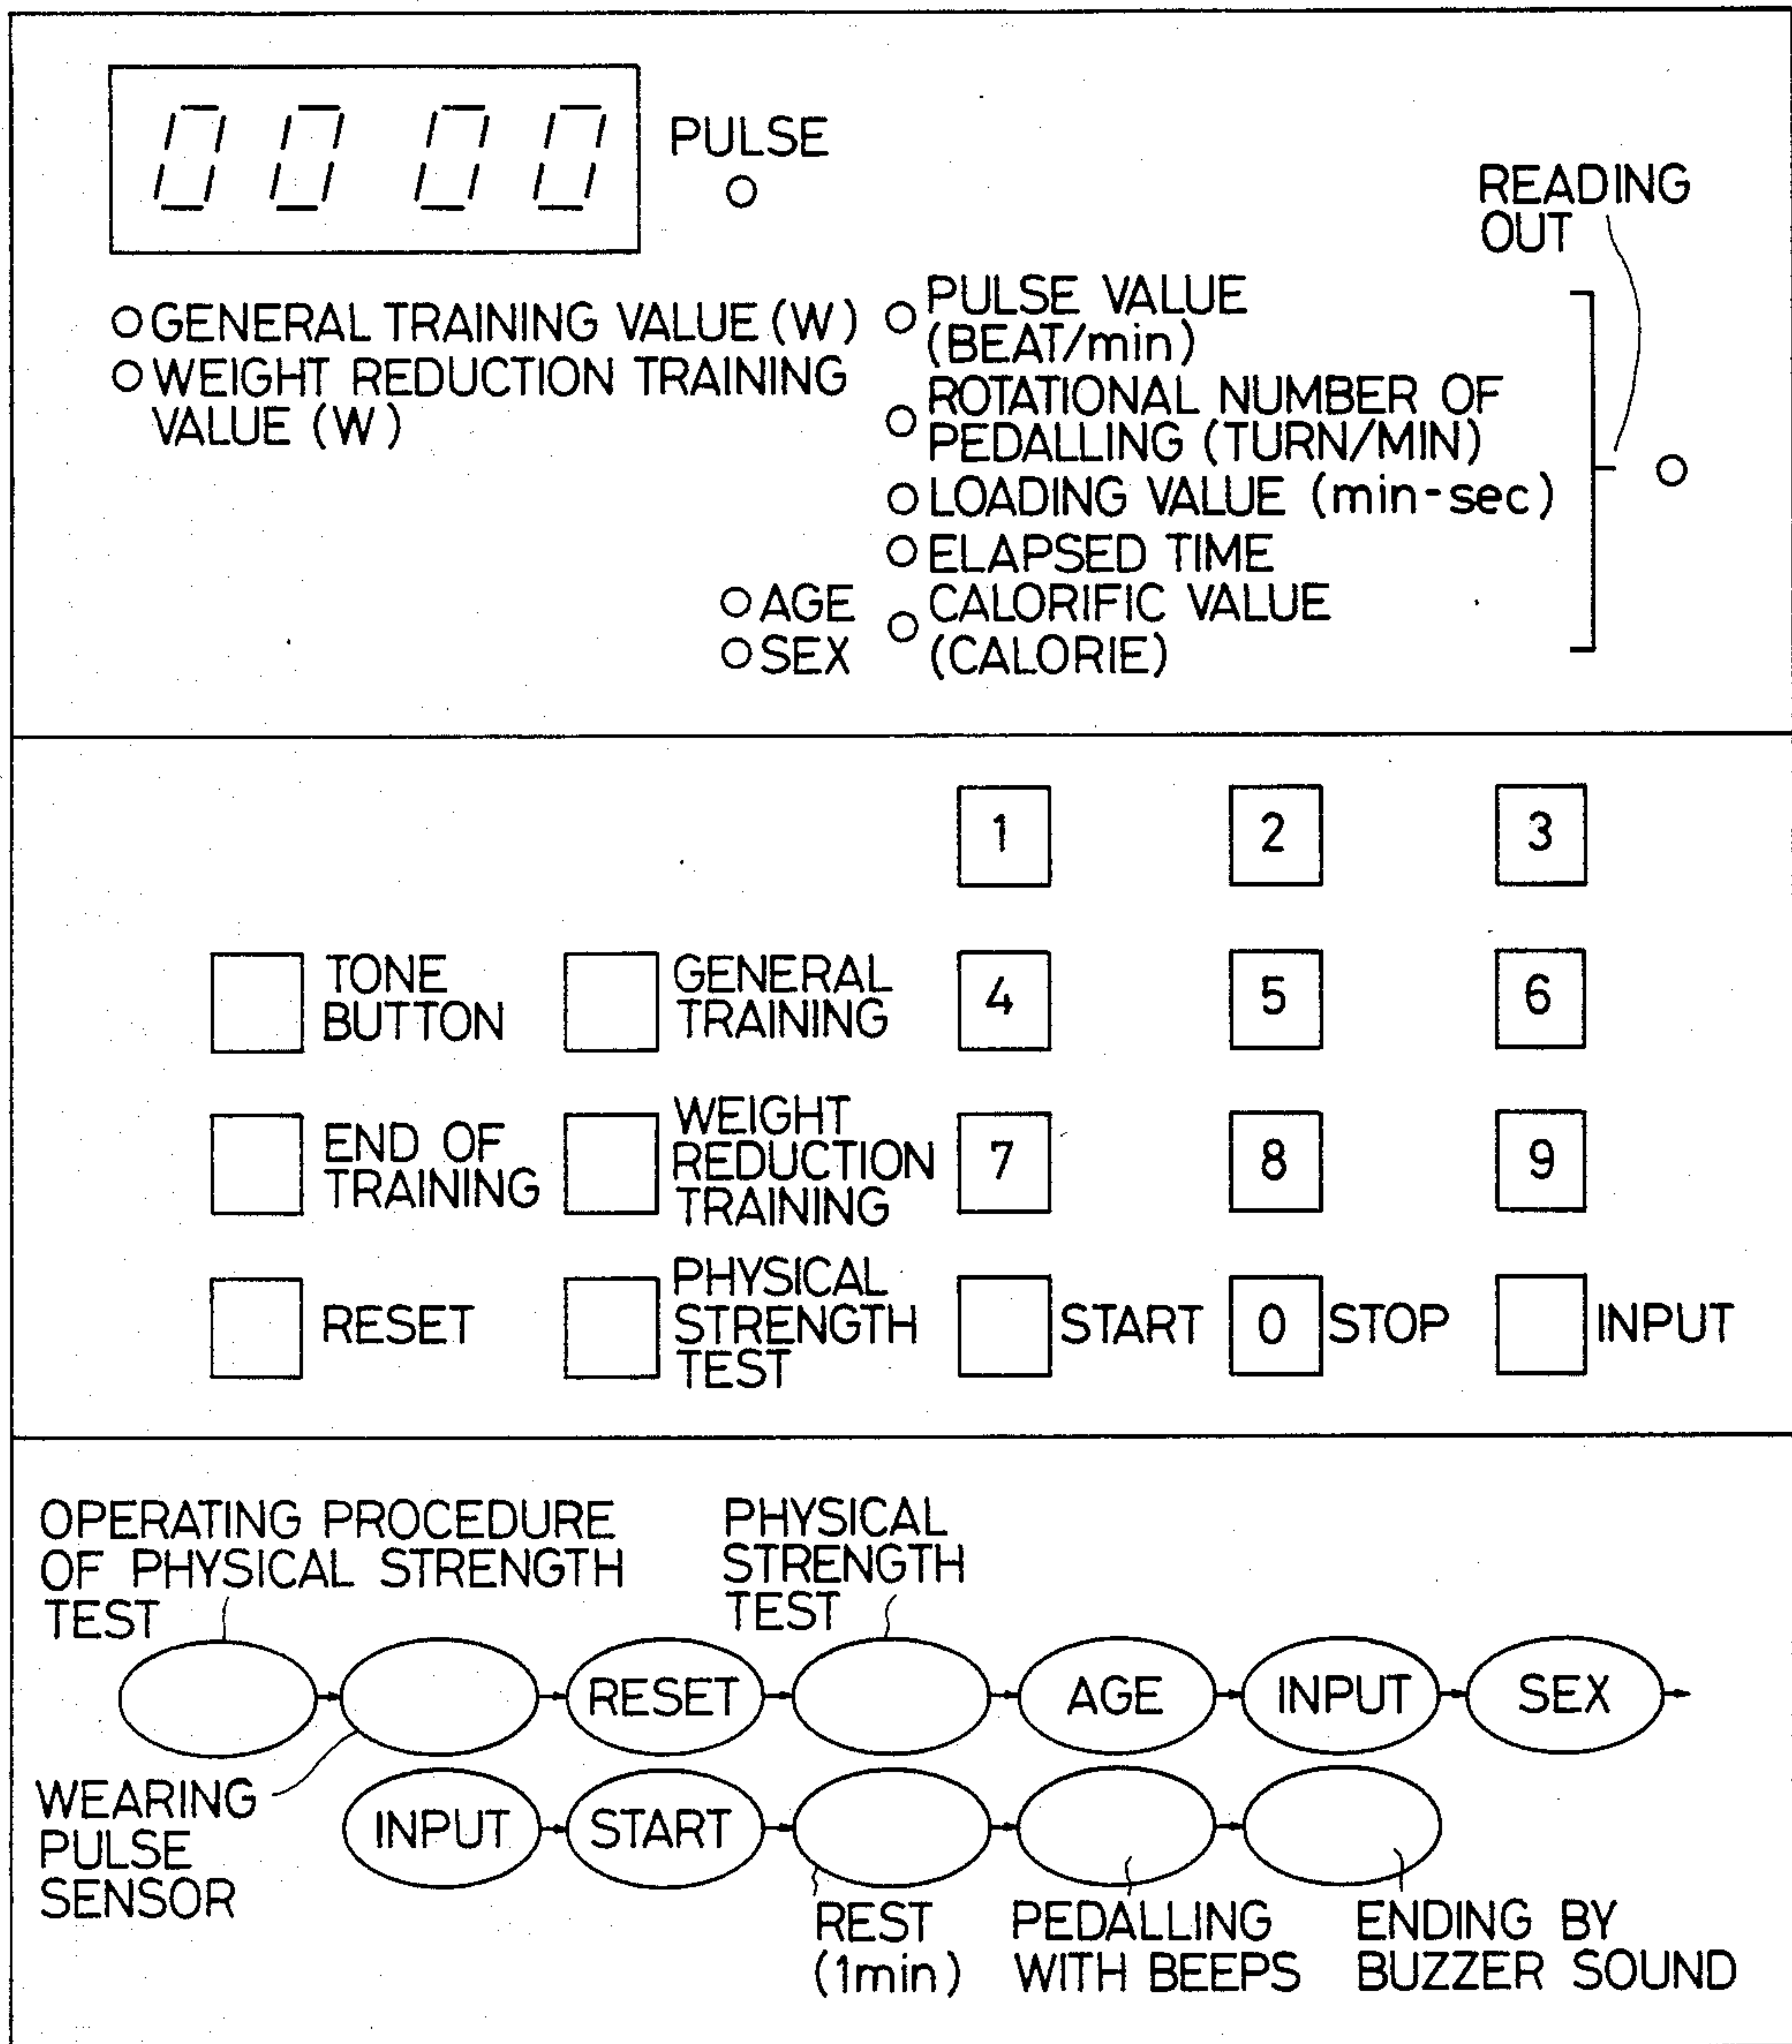 00 00
PULSE
READING
OUT
GENERAL TRAINING VALUE (W)
WEIGHT REDUCTION TRAINING
VALUE (W)
PULSE VALUE
(BEAT/min)
ROTATIONAL NUMBER OF
PEDALLING (TURN/MIN)
LOADING VALUE (min-sec)
ELAPSED TIME
AGE
SEX
CALORIFIC VALUE
(CALORIE)
1 2 3
TONE
BUTTON
GENERAL
TRAINING
4 5 6
END OF
TRAINING
WEIGHT
REDUCTION
TRAINING
7 8 9
RESET
PHYSICAL
STRENGTH
TEST
START 0 STOP INPUT
OPERATING PROCEDURE
OF PHYSICAL STRENGTH
TEST
PHYSICAL
STRENGTH
TEST
RESET AGE INPUT SEX
WEARING
PULSE
SENSOR
INPUT START
REST
(1min)
PEDALLING
WITH BEEPS
ENDING BY
BUZZER SOUND